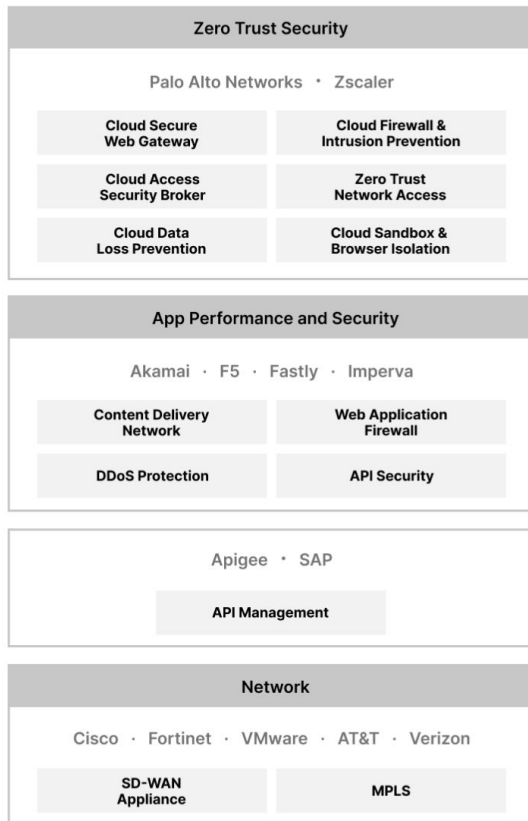 Zero Trust Security
Palo Alto Networks · Zscaler
Cloud Secure
Web Gateway
Cloud Firewall &
Intrusion Prevention
Cloud Access
Security Broker
Zero Trust
Network Access
Cloud Data
Loss Prevention
Cloud Sandbox &
Browser Isolation
App Performance and Security
Akamai · F5 · Fastly · Imperva
Content Delivery
Network
Web Application
Firewall
DDoS Protection
API Security
Apigee · SAP
API Management
Network
Cisco · Fortinet · VMware · AT&T · Verizon
SD-WAN
Appliance
MPLS